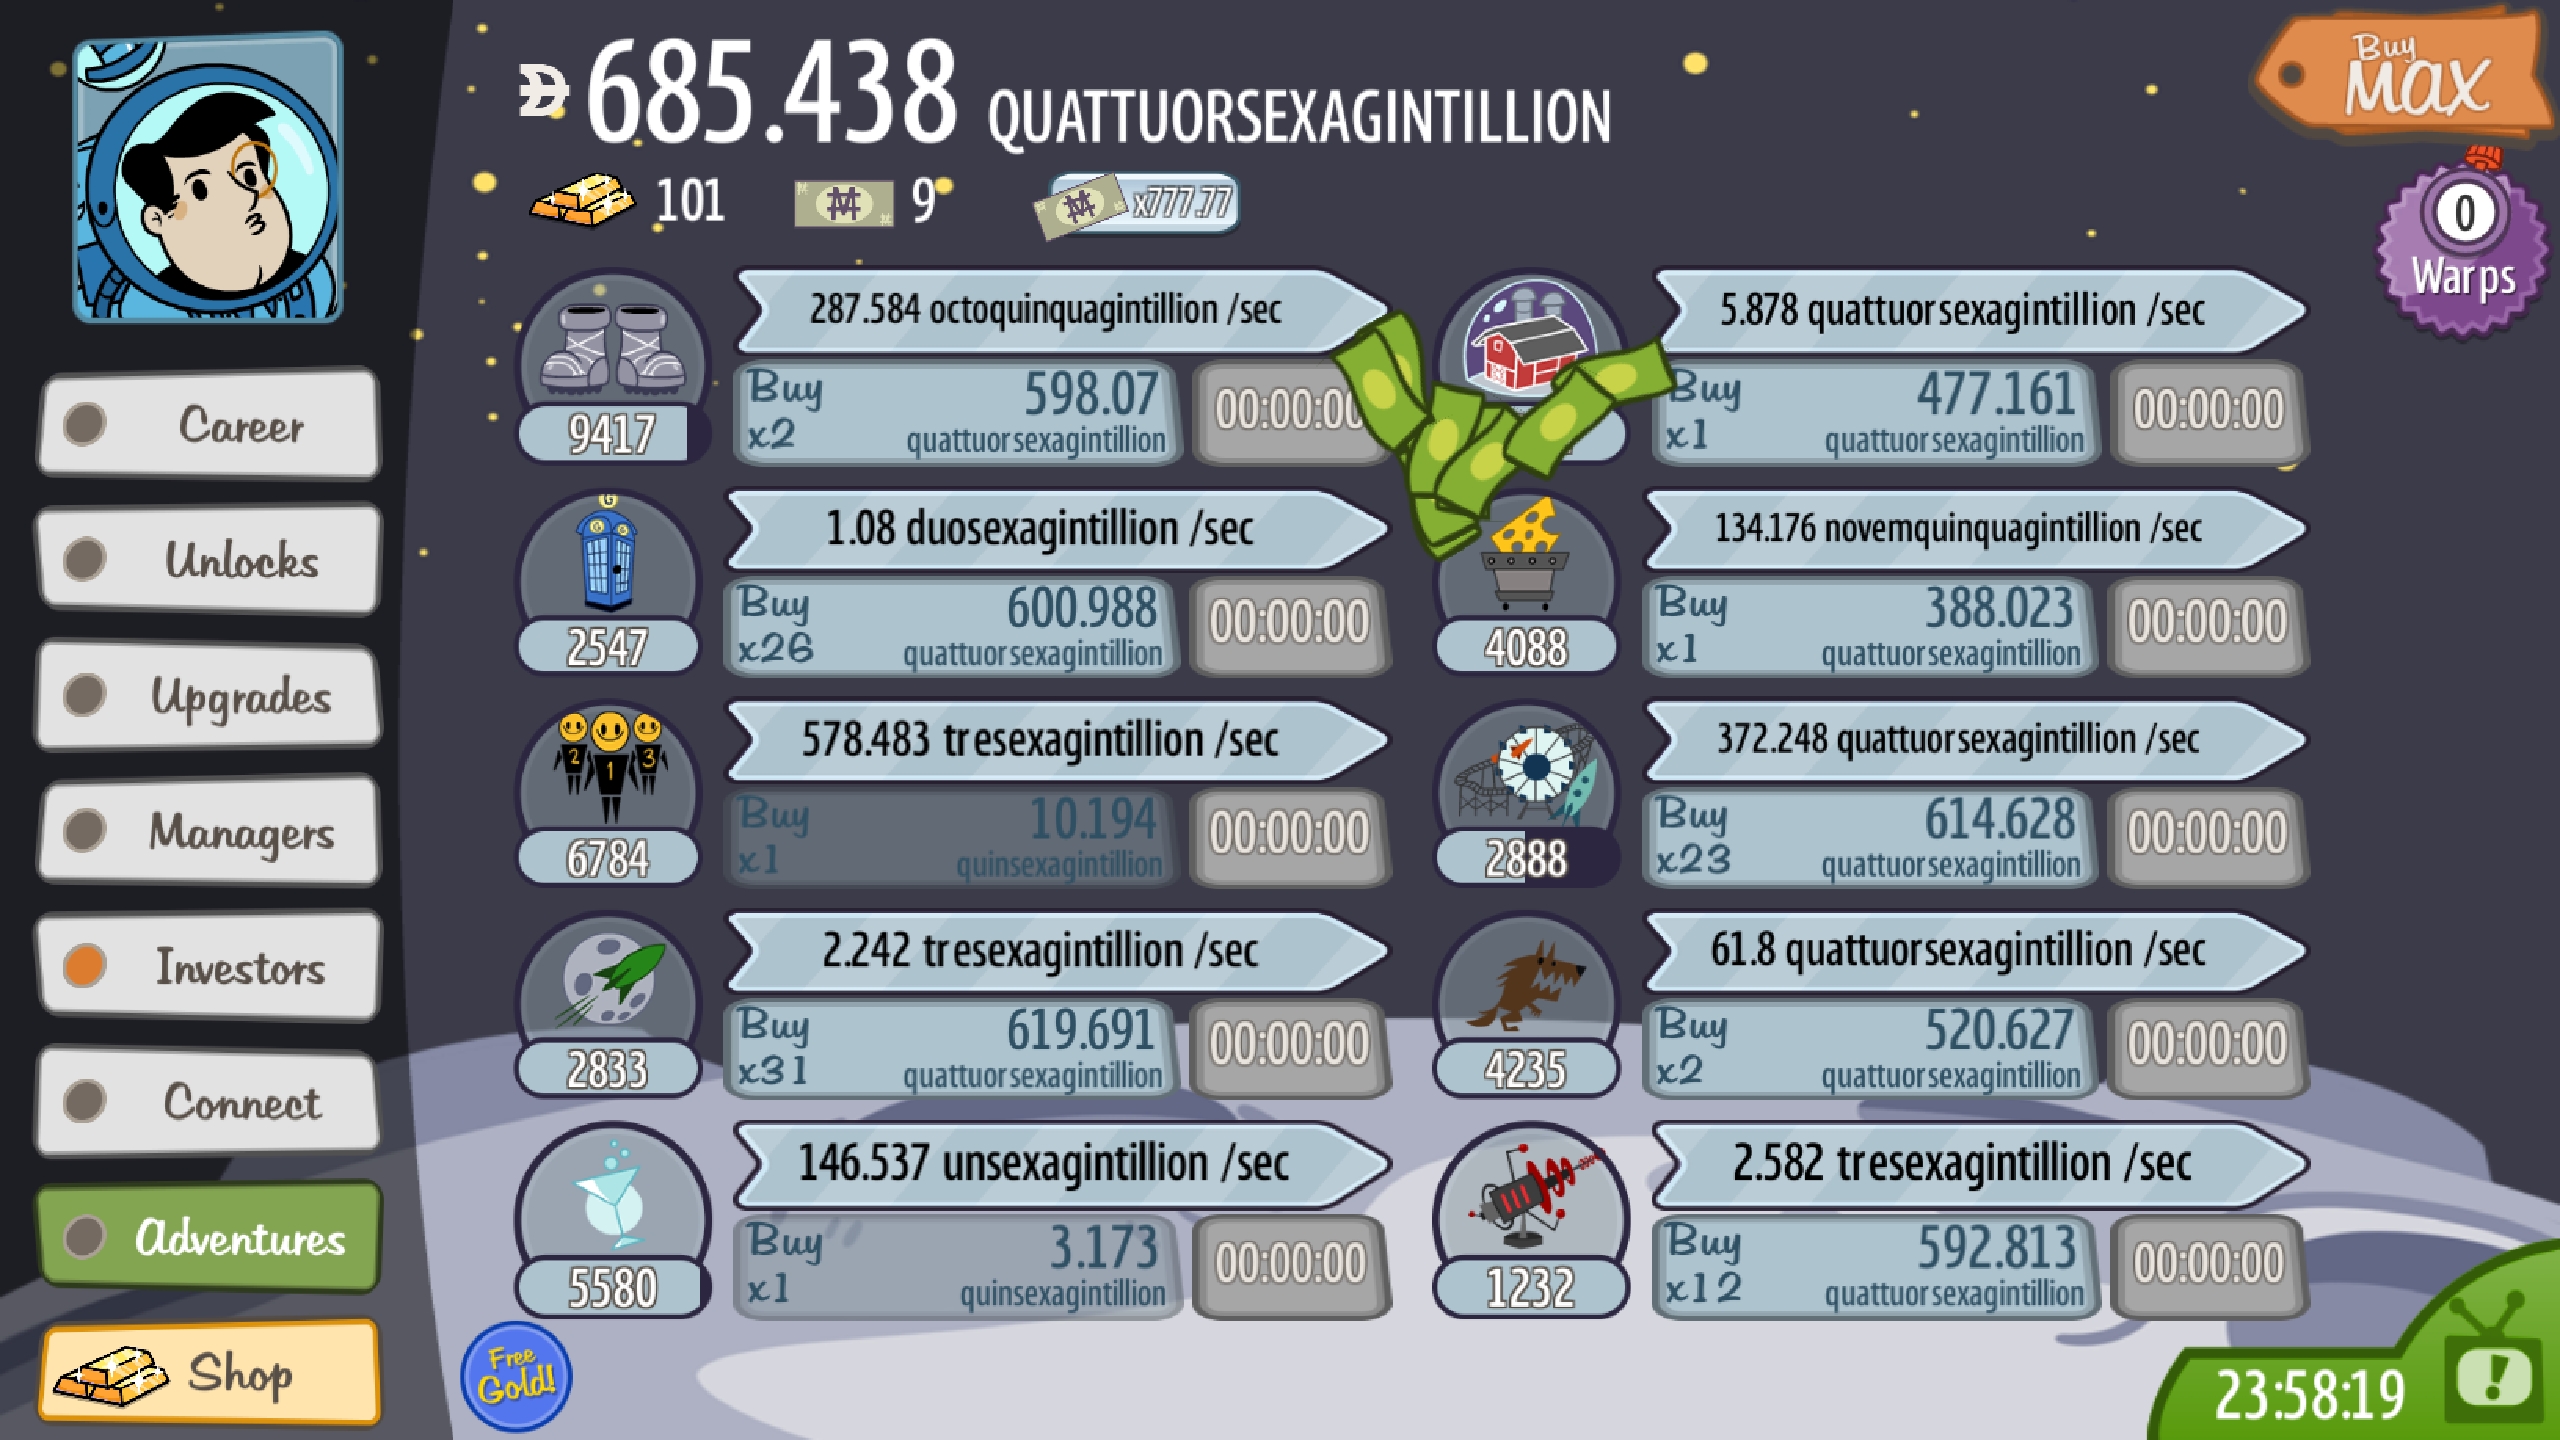 685.438 QUATTUORSEXAGINTILLION
Buy
MAX
101
9
x777.77
0
Warps
Career
Unlocks
Upgrades
Managers
Investors
Connect
Adventures
Shop
287.584 octoquinquagintillion /sec
Buy 598.07
x2 quattuorsexagintillion
00:00:00
9417
5.878 quattuorsexagintillion /sec
Buy 477.161
x1 quattuorsexagintillion
00:00:00
G
G G
1.08 duosexagintillion /sec
Buy 600.988
x26 quattuorsexagintillion
00:00:00
2547
134.176 novemquinquagintillion /sec
Buy 388.023
x1 quattuorsexagintillion
00:00:00
4088
2 1 3
578.483 tresexagintillion /sec
Buy 10.194
x1 quinsexagintillion
00:00:00
6784
372.248 quattuorsexagintillion /sec
Buy 614.628
x23 quattuorsexagintillion
00:00:00
2888
2.242 tresexagintillion /sec
Buy 619.691
x31 quattuorsexagintillion
00:00:00
2833
61.8 quattuorsexagintillion /sec
Buy 520.627
x2 quattuorsexagintillion
00:00:00
4235
146.537 unsexagintillion /sec
Buy 3.173
x1 quinsexagintillion
00:00:00
5580
2.582 tresexagintillion /sec
Buy 592.813
x12 quattuorsexagintillion
00:00:00
1232
Free
Gold!
23:58:19
!